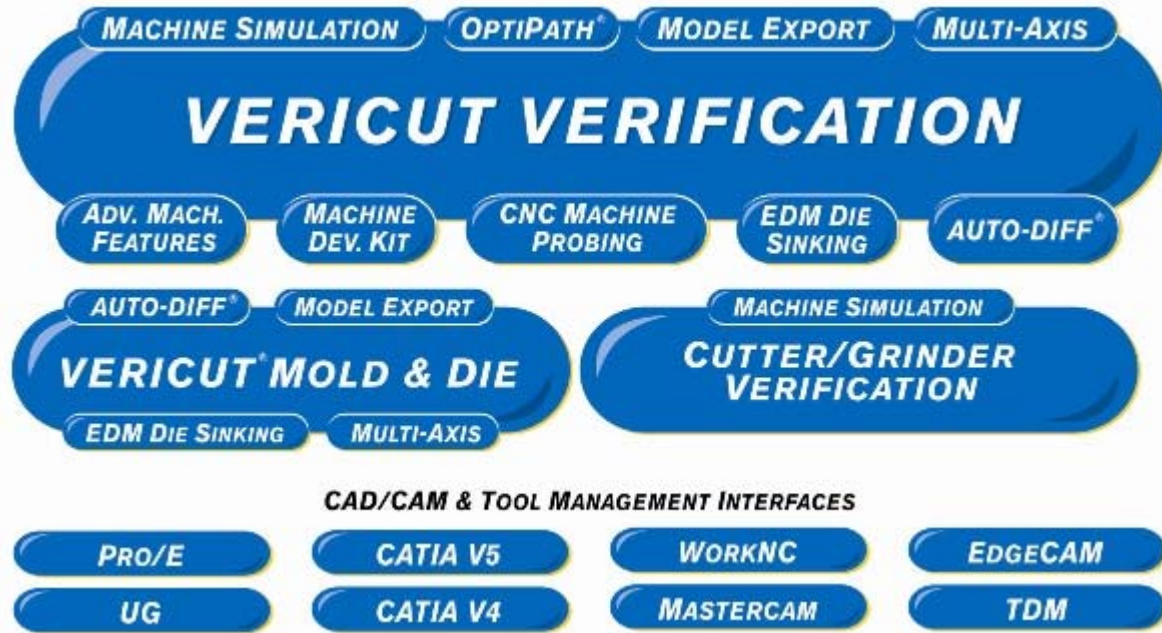 MACHINE SIMULATION OPTIPATH® MODEL EXPORT MULTI-AXIS
VERICUT VERIFICATION
ADV. MACH. FEATURES
MACHINE DEV. KIT
CNC MACHINE PROBING
EDM DIE SINKING
AUTO-DIFF®
AUTO-DIFF® MODEL EXPORT
VERICUT® MOLD & DIE
EDM DIE SINKING MULTI-AXIS
MACHINE SIMULATION
CUTTER/GRINDER
VERIFICATION
CAD/CAM & TOOL MANAGEMENT INTERFACES
PRO/E CATIA V5 WORKNC EDGECAM
UG CATIA V4 MASTERCAM TDM